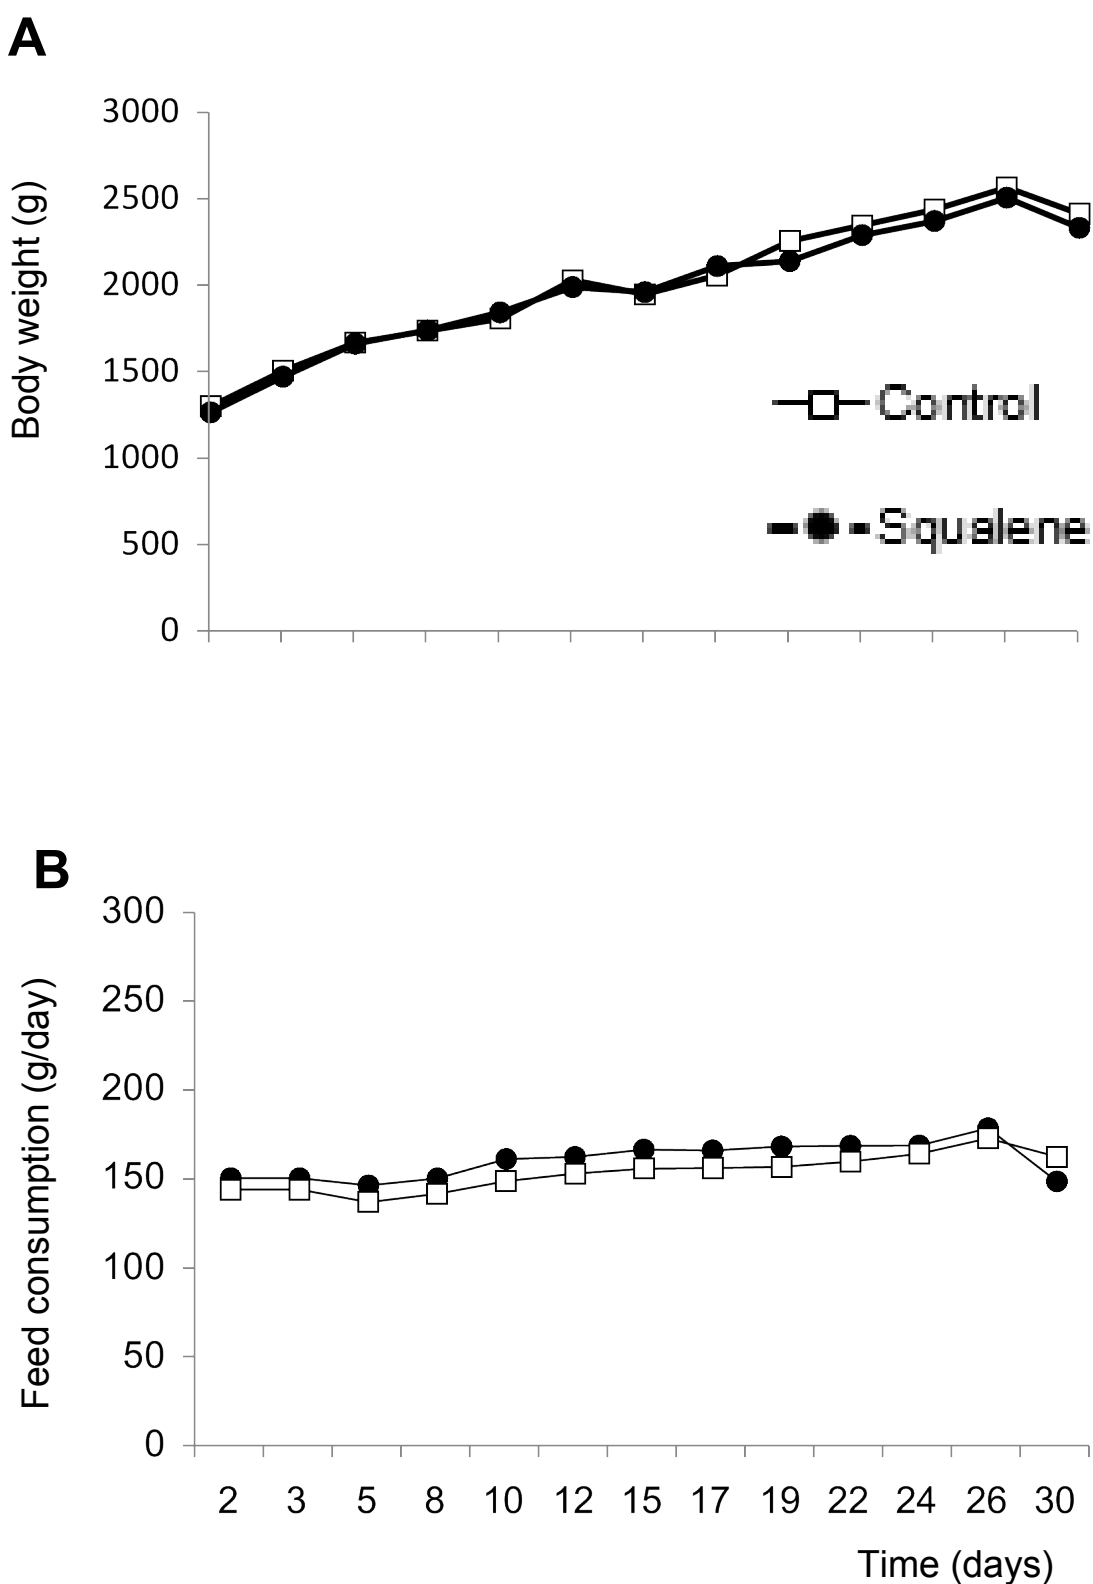 A
Body weight (g)
3000
2500
2000
1500
1000
500
0
Control
Squalene
B
Feed consumption (g/day)
300
250
200
150
100
50
0
2 3 5 8 10 12 15 17 19 22 24 26 30
Time (days)